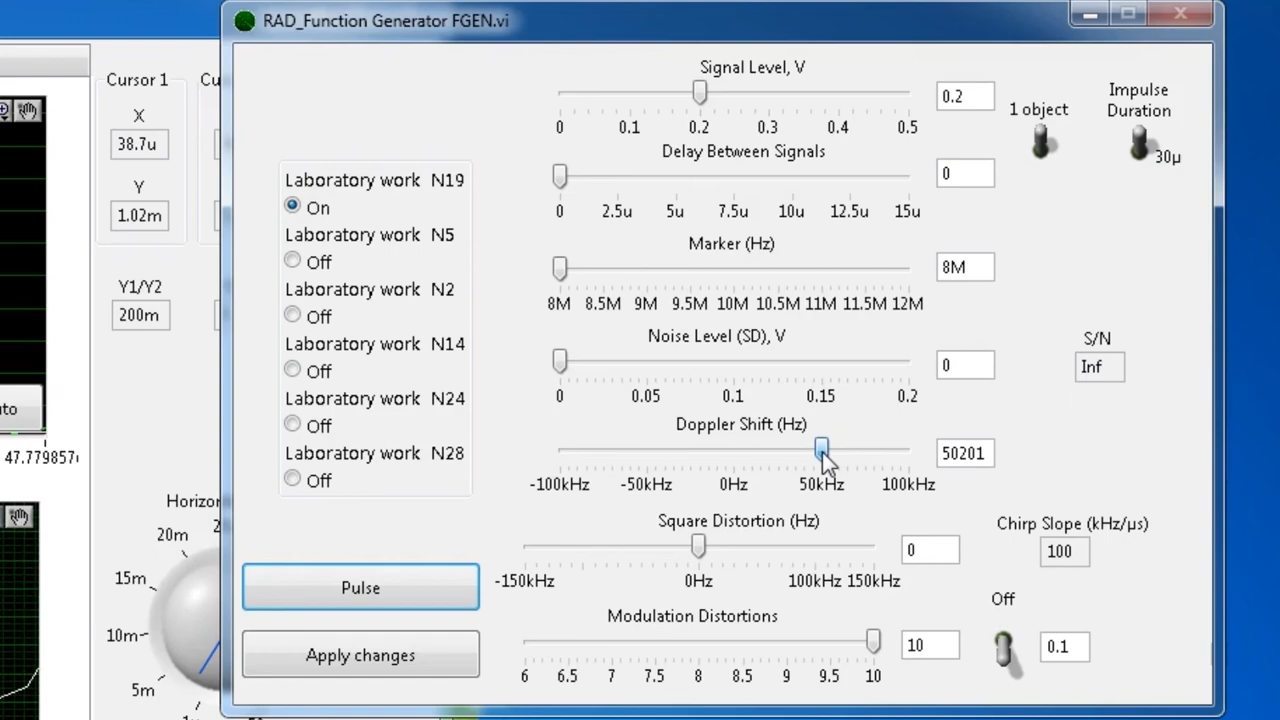 RAD_Function Generator FGEN.vi
Cursor 1
Cu
X
38.7u
Y
1.02m
Y1/Y2
200m
uto
47.779857
Horizor
20m
2
15m
10m
5m
Laboratory work N19
On
Laboratory work N5
Off
Laboratory work N2
Off
Laboratory work N14
Off
Laboratory work N24
Off
Laboratory work N28
Off
Pulse
Apply changes
Signal Level, V
0 0.1 0.2 0.3 0.4 0.5
0.2
Delay Between Signals
0 2.5u 5u 7.5u 10u 12.5u 15u
0
Marker (Hz)
8M 8.5M 9M 9.5M 10M 10.5M 11M 11.5M 12M
8M
Noise Level (SD), V
0 0.05 0.1 0.15 0.2
0
Doppler Shift (Hz)
-100kHz -50kHz 0Hz 50kHz 100kHz
50201
Square Distortion (Hz)
-150kHz 0Hz 100kHz 150kHz
0
Modulation Distortions
6 6.5 7 7.5 8 8.5 9 9.5 10
10
1 object
Impulse
Duration
30µ
S/N
Inf
Chirp Slope (kHz/µs)
100
Off
0.1